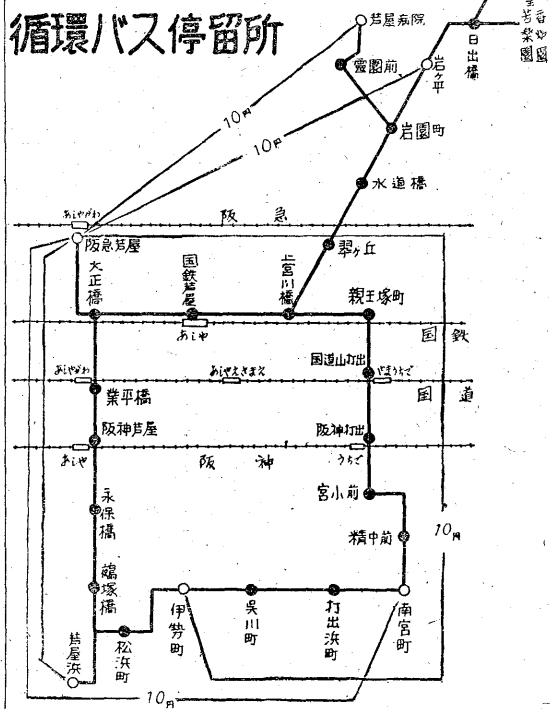 循環バス停留所
芦屋病院
日出橋
霊園前
岩ヶ平
10円
10円
岩園町
水道橋
あしやがわ
阪急
阪急芦屋
翠ヶ丘
大正橋
国鉄芦屋
上宮川橋
親王塚町
国鉄
あしや
国道山打出
あしやがわ
あしやえきまえ
やまうちで
国道
業平橋
阪神芦屋
阪神打出
あしや
阪神
うちで
宮小前
永保橋
10円
精中前
鵺塚橋
伊勢町
呉川町
打出浜町
南宮町
芦屋浜
松浜町
10円